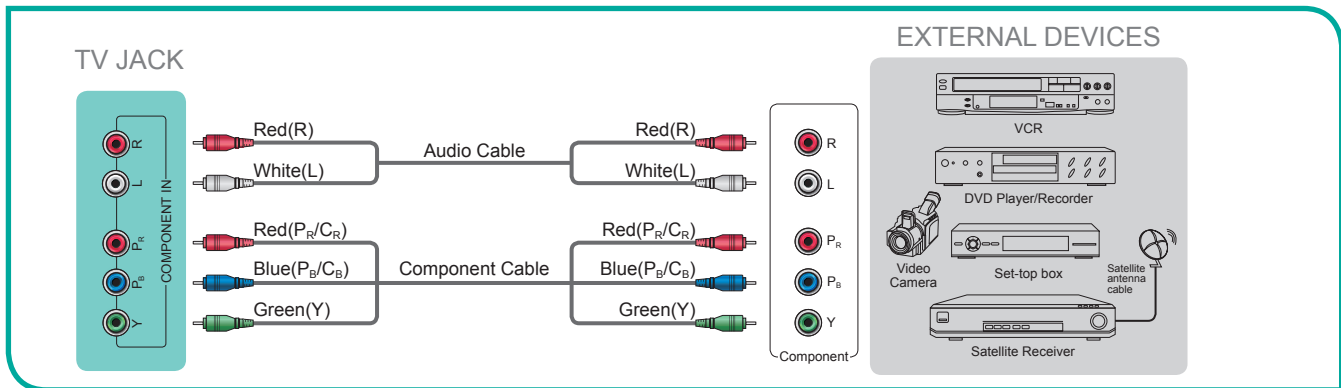 TV JACK
EXTERNAL DEVICES
R
L
COMPONENT IN
PR
PB
Y
Red(R)
White(L)
Audio Cable
Red(R)
White(L)
Red(PR/CR)
Blue(PB/CB)
Green(Y)
Component Cable
Red(PR/CR)
Blue(PB/CB)
Green(Y)
R
L
PR
PB
Y
Component
VCR
DVD Player/Recorder
Video
Camera
Set-top box
Satellite
antenna
cable
Satellite Receiver